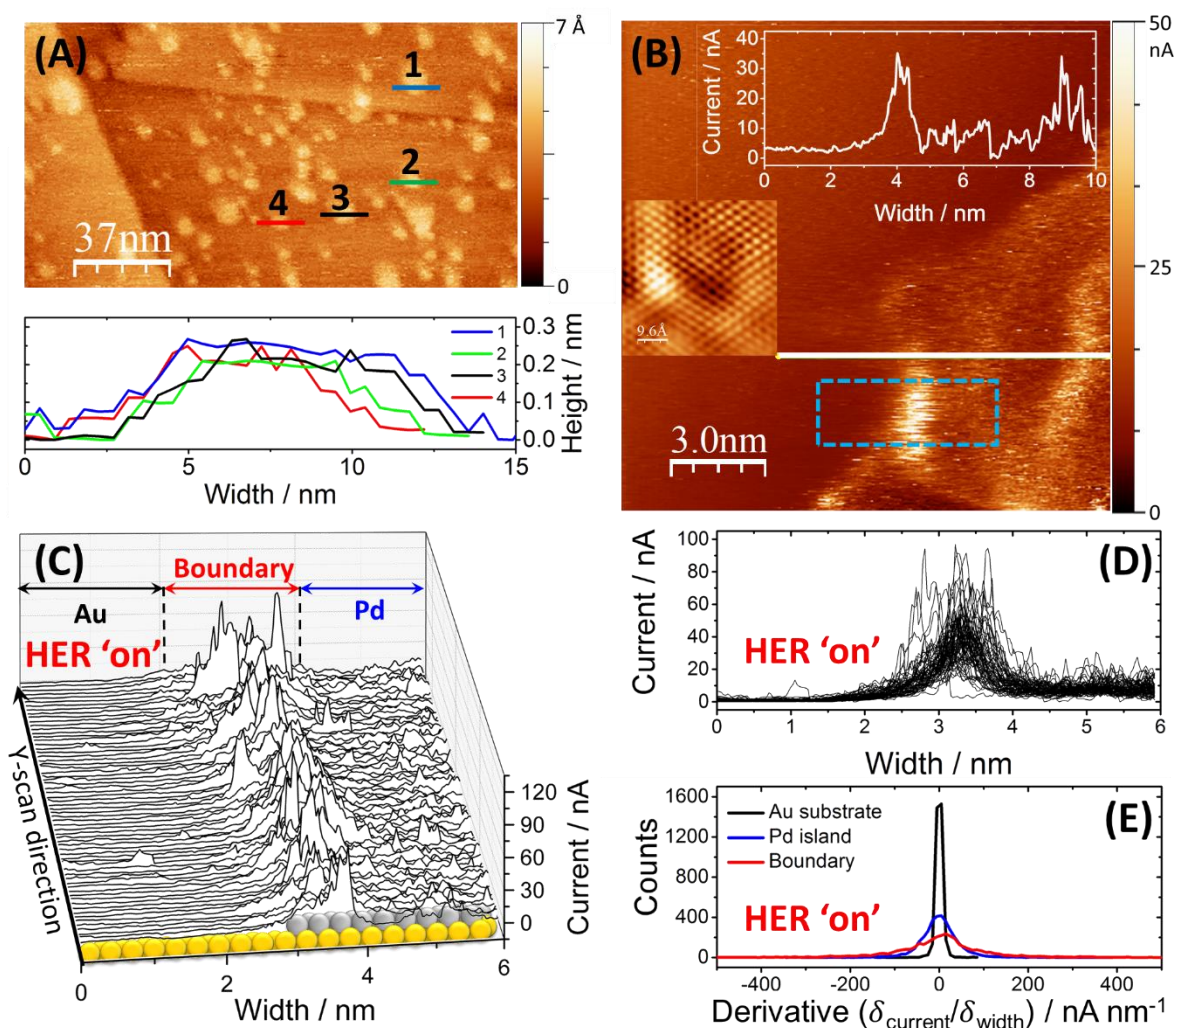 (A)
7 Å
1
2
4 3
37nm
0
0.3
0.2
0.1
0.0
Height / nm
1
2
3
4
0 5 10 15
Width / nm
(B)
50
nA
25
0
40
30
20
10
0
Current / nA
0 2 4 6 8 10
Width / nm
9.6Å
3.0nm
(C)
Boundary
Au
Pd
HER 'on'
Y-scan direction
120
90
60
30
0
Current / nA
0 2 4 6
Width / nm
(D)
100
80
60
40
20
0
Current / nA
HER 'on'
0 1 2 3 4 5 6
Width / nm
(E)
1600
1200
800
400
0
Counts
Au substrate
Pd island
Boundary
HER 'on'
-400 -200 0 200 400
Derivative (δcurrent/δwidth) / nA nm⁻¹